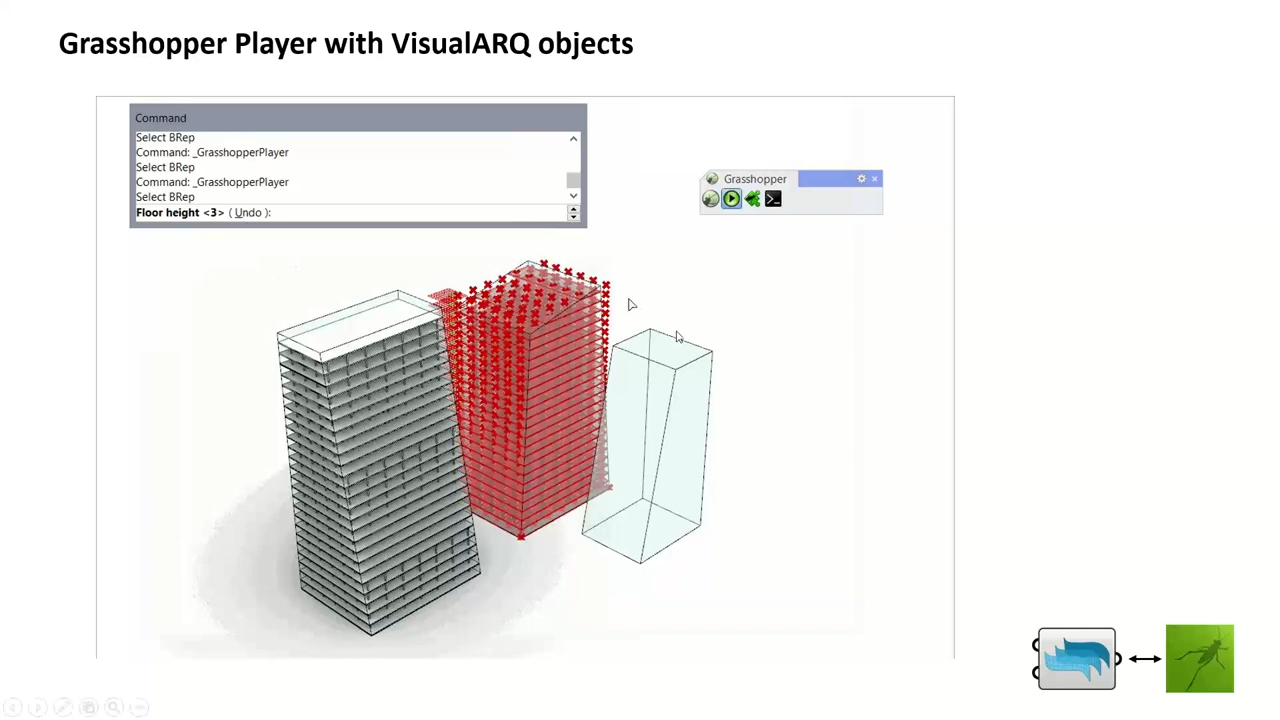 Grasshopper Player with VisualARQ objects
Command
Select BRep
Command: _GrasshopperPlayer
Select BRep
Command: _GrasshopperPlayer
Select BRep
Floor height <3> ( Undo ):
Grasshopper